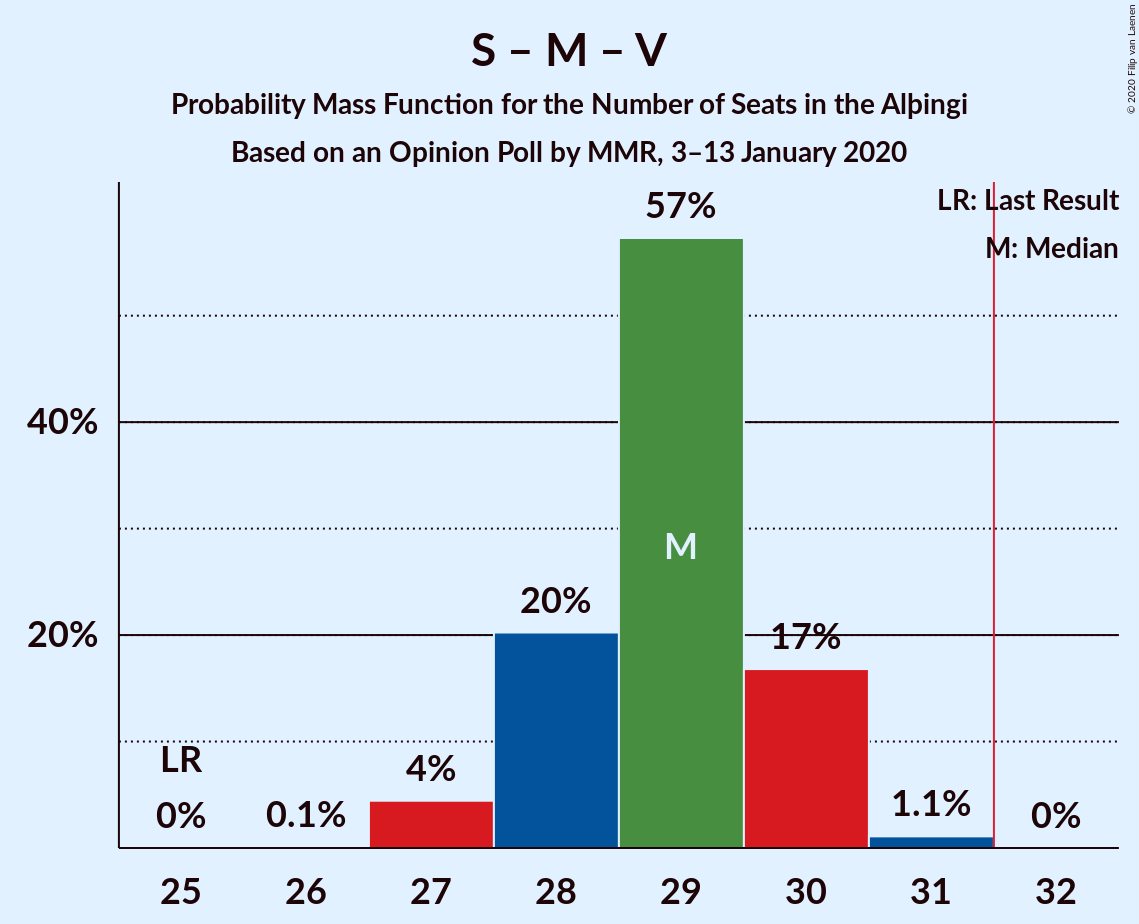 S – M – V
Probability Mass Function for the Number of Seats in the Alþingi
Based on an Opinion Poll by MMR, 3–13 January 2020
© 2020 Filip van Laenen
LR: Last Result
M: Median
57%
40%
M
20%
20%
17%
LR
0%
0.1%
4%
1.1%
0%
25 26 27 28 29 30 31 32